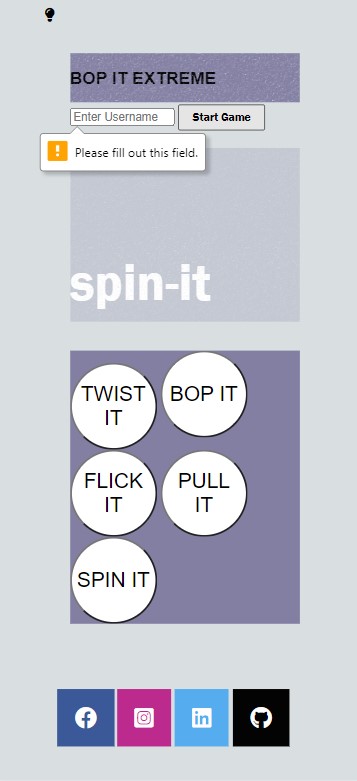 BOP IT EXTREME
Enter Username Start Game
Please fill out this field.
spin-it
TWIST IT
BOP IT
FLICK IT
PULL IT
SPIN IT